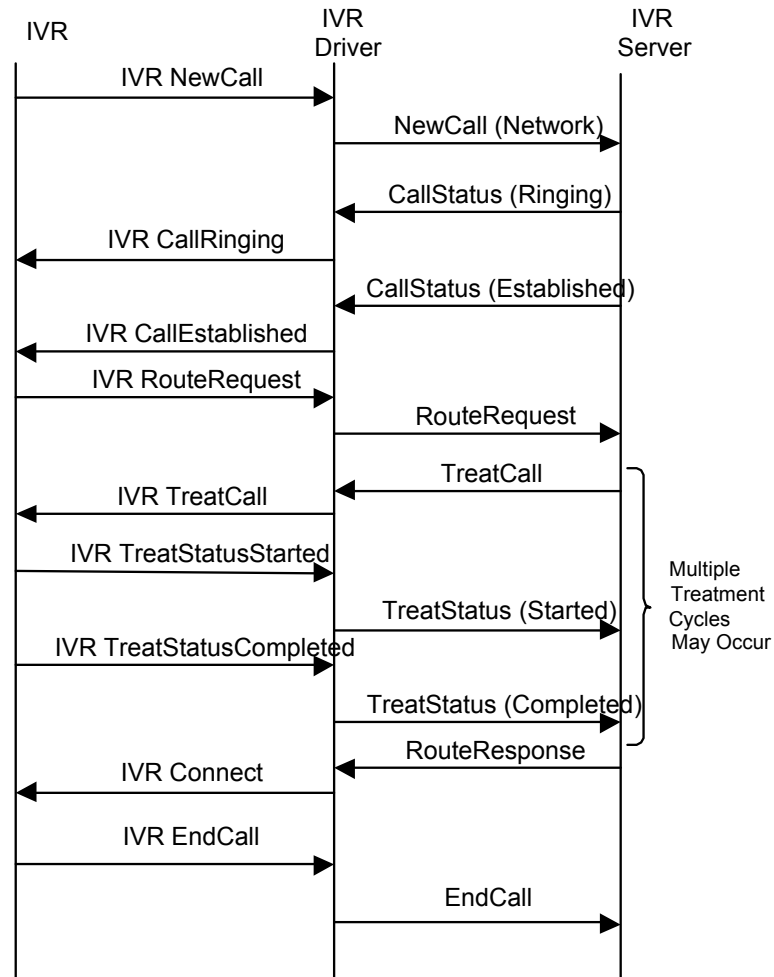 IVR
IVR
Driver
IVR
Server
IVR NewCall
NewCall (Network)
CallStatus (Ringing)
IVR CallRinging
CallStatus (Established)
IVR CallEstablished
IVR RouteRequest
RouteRequest
TreatCall
IVR TreatCall
IVR TreatStatusStarted
Multiple
Treatment
Cycles
May Occur
TreatStatus (Started)
IVR TreatStatusCompleted
TreatStatus (Completed)
RouteResponse
IVR Connect
IVR EndCall
EndCall